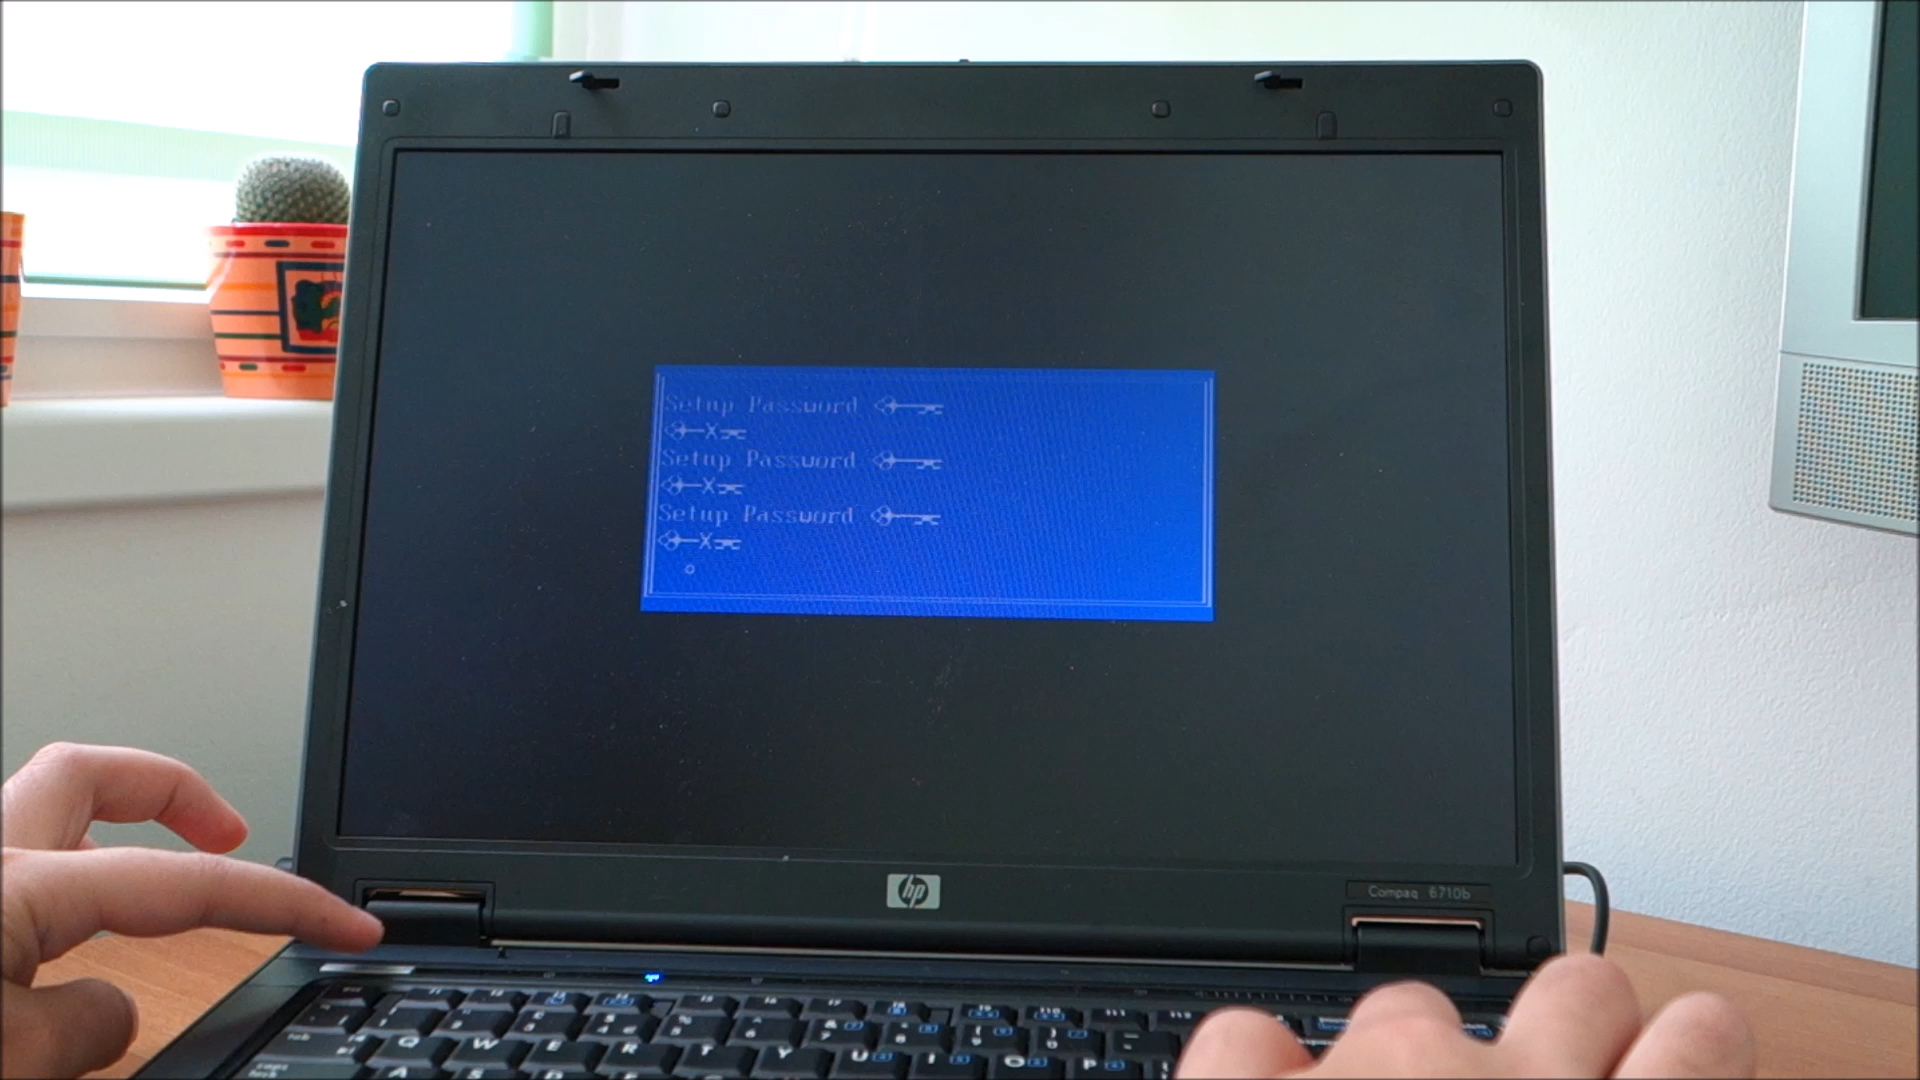 Setup Password
X
Setup Password
X
Setup Password
X
hp
Compaq 6710b
Q W E R T Y U I O P
A S D F G